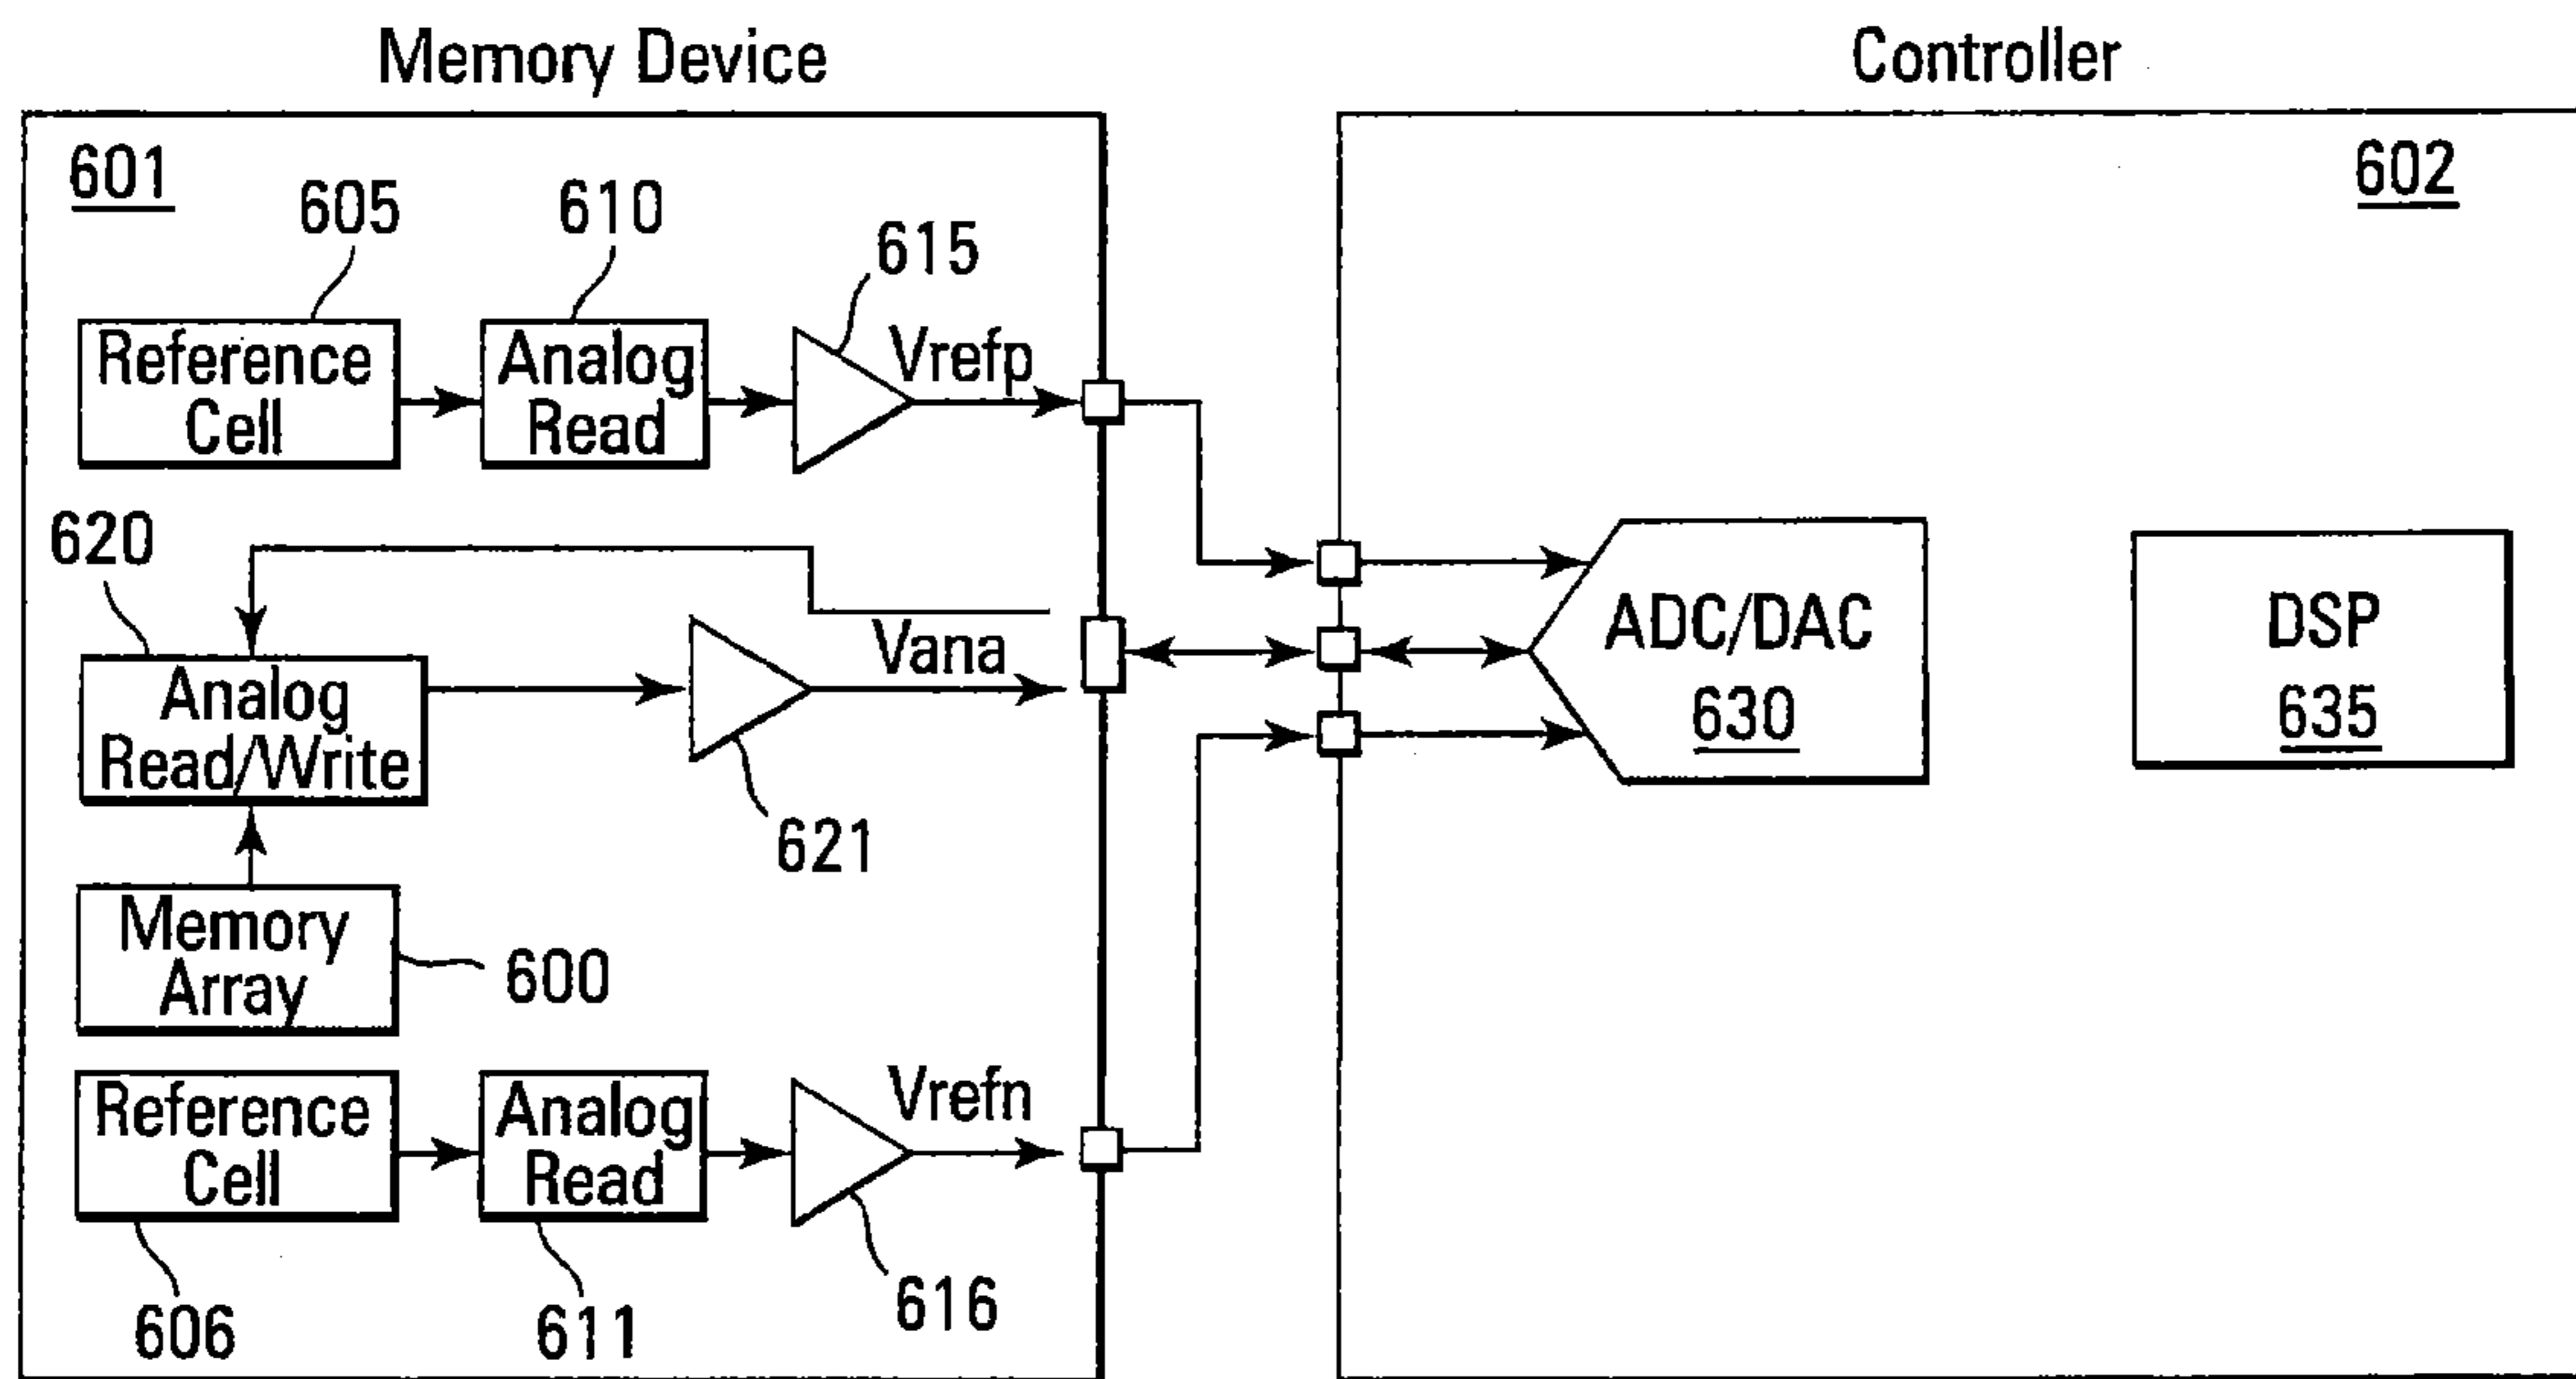 Memory Device
Controller
601
602
605
610
615
Reference
Cell
Analog
Read
Vrefp
620
Analog
Read/Write
Vana
621
ADC/DAC
630
DSP
635
Memory
Array
600
Reference
Cell
Analog
Read
Vrefn
606
611
616